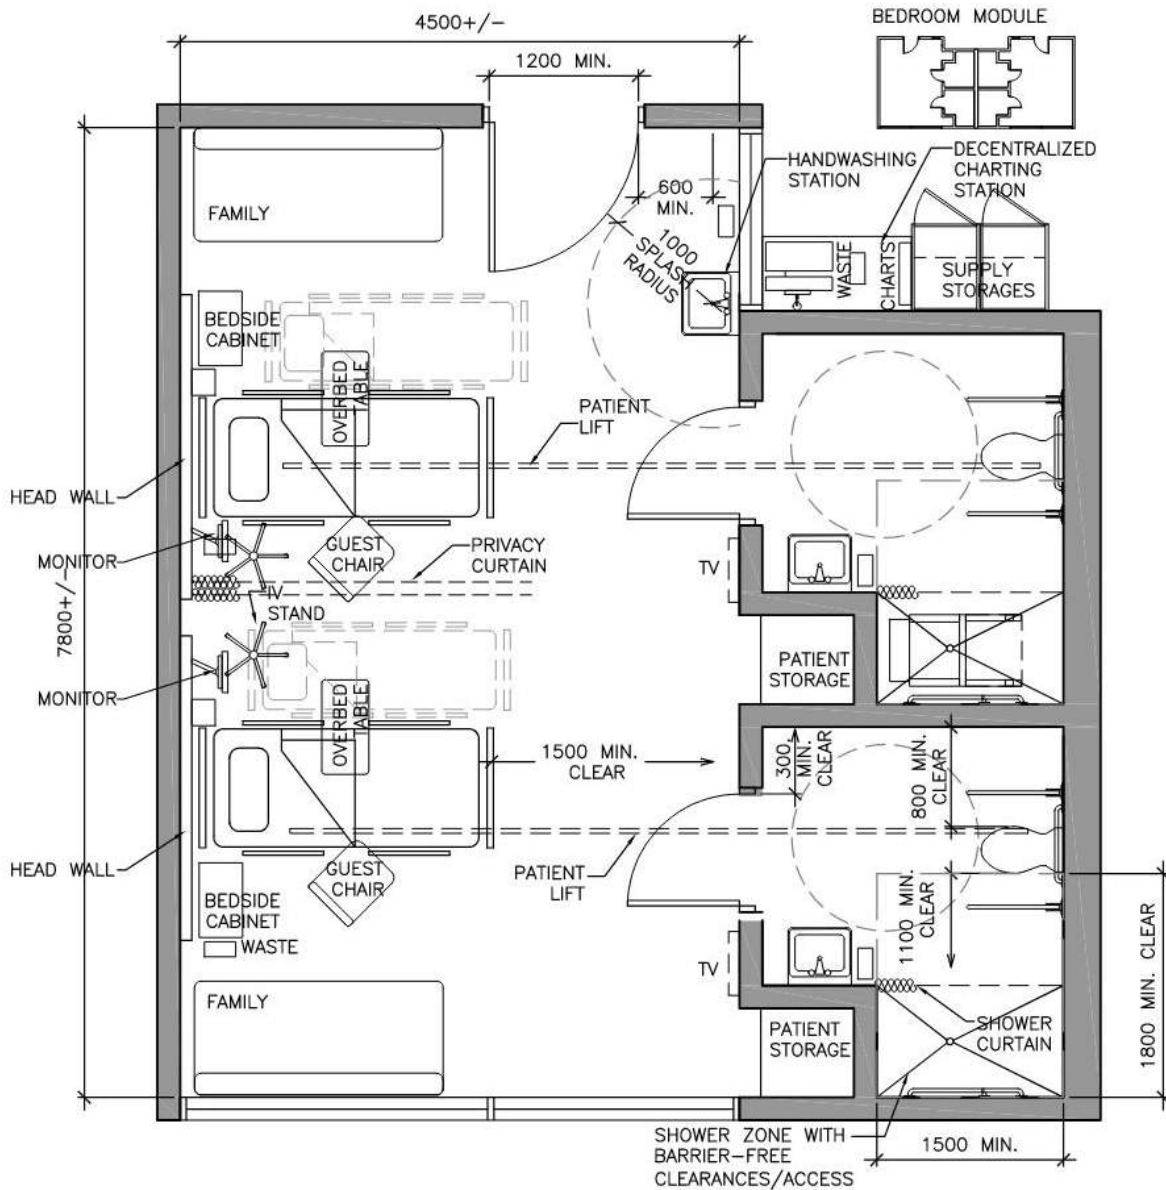 4500+/-
BEDROOM MODULE
1200 MIN.
HANDWASHING
STATION
DECENTRALIZED
CHARTING
STATION
FAMILY
600
MIN.
1000
SPLASH
RADIUS
WASTE
CHARTS
SUPPLY
STORAGES
BEDSIDE
CABINET
OVERBED
TABLE
PATIENT
LIFT
HEAD WALL
MONITOR
GUEST
CHAIR
PRIVACY
CURTAIN
TV
7800+/-
IV
STAND
MONITOR
PATIENT
STORAGE
OVERBED
TABLE
1500 MIN.
CLEAR
300
MIN.
CLEAR
800 MIN.
CLEAR
HEAD WALL
GUEST
CHAIR
PATIENT
LIFT
BEDSIDE
CABINET
WASTE
1100 MIN.
CLEAR
TV
FAMILY
PATIENT
STORAGE
SHOWER
CURTAIN
1800 MIN. CLEAR
SHOWER ZONE WITH
BARRIER-FREE
CLEARANCES/ACCESS
1500 MIN.